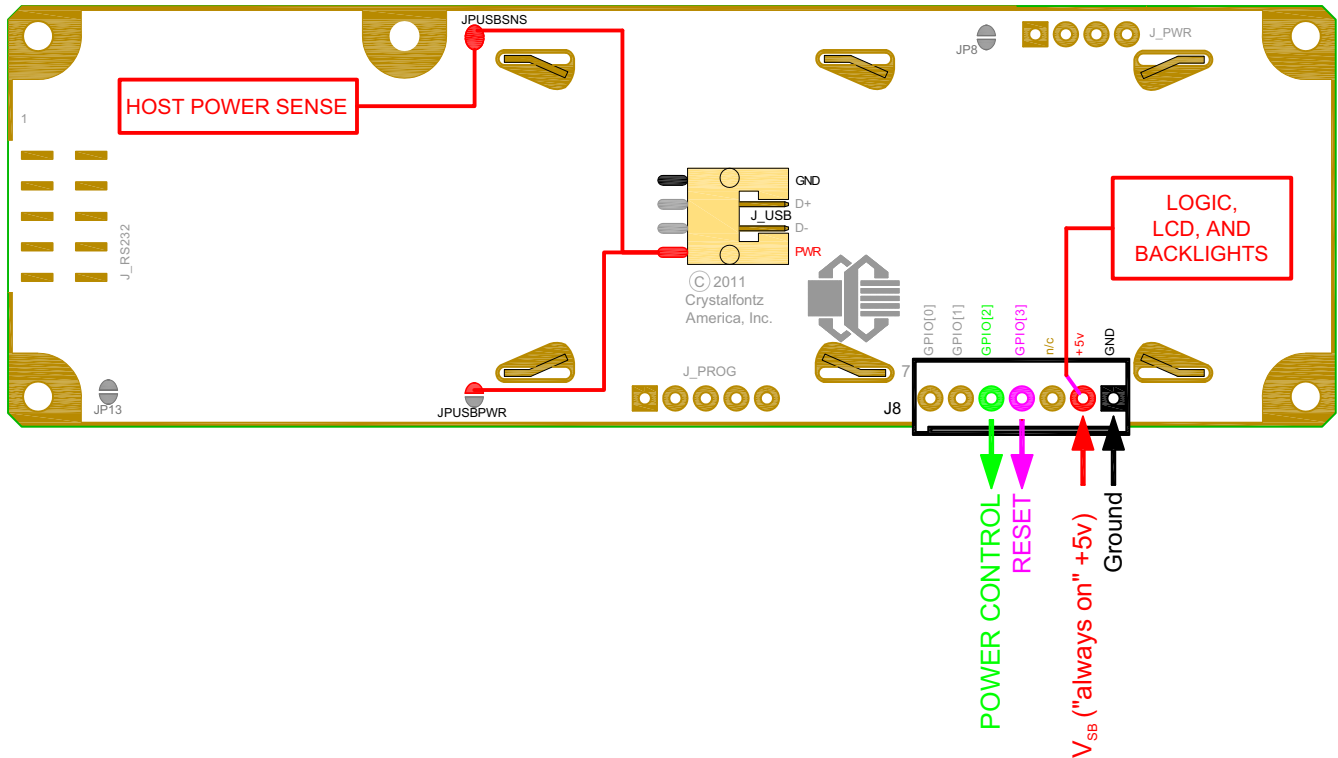 JPUSBSNS
JP8
J_PWR
HOST POWER SENSE
1
J_RS232
GND
D+
J_USB
D-
PWR
© 2011
Crystalfontz
America, Inc.
LOGIC,
LCD, AND
BACKLIGHTS
GPIO[0]
GPIO[1]
GPIO[2]
GPIO[3]
n/c
+5v
GND
JP13
JPUSBPWR
J_PROG
7
J8
POWER CONTROL
RESET
VSB ("always on" +5v)
Ground